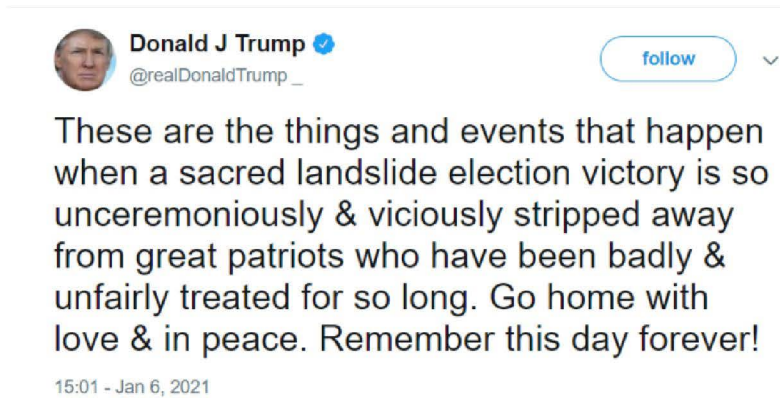 Donald J Trump
@realDonaldTrump _
follow
These are the things and events that happen
when a sacred landslide election victory is so
unceremoniously & viciously stripped away
from great patriots who have been badly &
unfairly treated for so long. Go home with
love & in peace. Remember this day forever!
15:01 - Jan 6, 2021